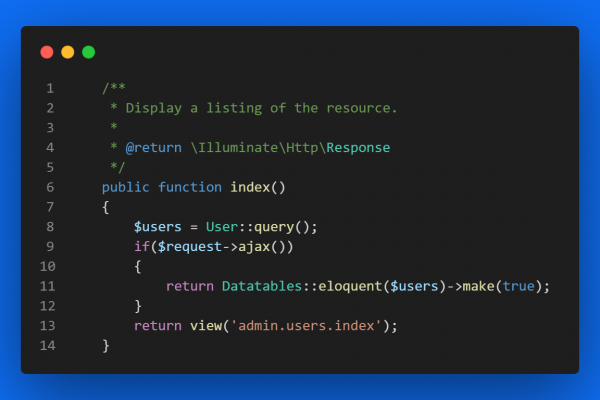 1 /**
2 * Display a listing of the resource.
3 *
4 * @return \Illuminate\Http\Response
5 */
6 public function index()
7 {
8 $users = User::query();
9 if($request->ajax())
10 {
11 return Datatables::eloquent($users)->make(true);
12 }
13 return view('admin.users.index');
14 }